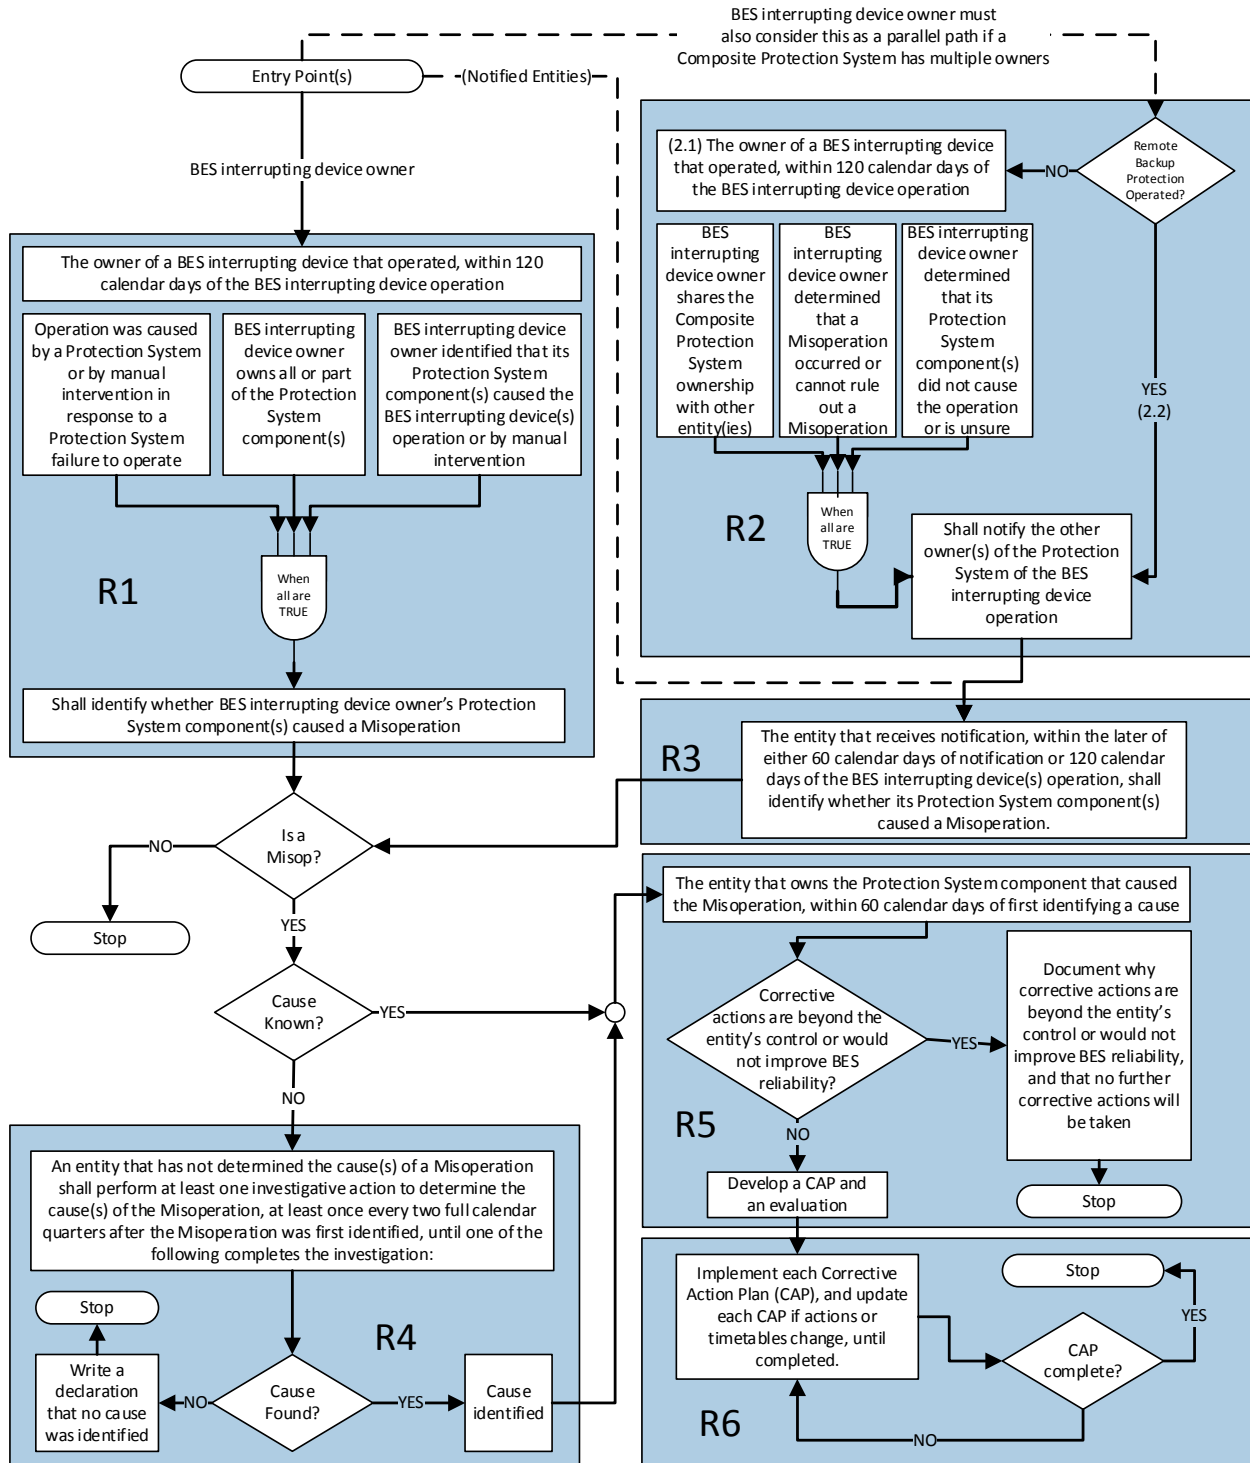 BES interrupting device owner must
also consider this as a parallel path if a
Composite Protection System has multiple owners
Entry Point(s)
(Notified Entities)
BES interrupting device owner
The owner of a BES interrupting device that operated, within 120
calendar days of the BES interrupting device operation
Operation was caused
by a Protection System
or by manual
intervention in
response to a
Protection System
failure to operate
BES interrupting
device owner
owns all or part
of the Protection
System
component(s)
BES interrupting device
owner identified that its
Protection System
component(s) caused the
BES interrupting device(s)
operation or by manual
intervention
When
all are
TRUE
R1
Shall identify whether BES interrupting device owner's Protection
System component(s) caused a Misoperation
Remote
Backup
Protection
Operated?
NO
(2.1) The owner of a BES interrupting device
that operated, within 120 calendar days of
the BES interrupting device operation
BES
interrupting
device owner
shares the
Composite
Protection
System
ownership
with other
entity(ies)
BES
interrupting
device owner
determined
that a
Misoperation
occurred or
cannot rule
out a
Misoperation
BES interrupting
device owner
determined
that its
Protection
System
component(s)
did not cause
the operation
or is unsure
YES
(2.2)
When
all are
TRUE
R2
Shall notify the other
owner(s) of the Protection
System of the BES
interrupting device
operation
R3
The entity that receives notification, within the later of
either 60 calendar days of notification or 120 calendar
days of the BES interrupting device(s) operation, shall
identify whether its Protection System component(s)
caused a Misoperation.
Is a
Misop?
NO
Stop
YES
Cause
Known?
YES
NO
An entity that has not determined the cause(s) of a Misoperation
shall perform at least one investigative action to determine the
cause(s) of the Misoperation, at least once every two full calendar
quarters after the Misoperation was first identified, until one of the
following completes the investigation:
R4
Stop
Write a
declaration
that no cause
was identified
NO
Cause
Found?
YES
Cause
identified
The entity that owns the Protection System component that caused
the Misoperation, within 60 calendar days of first identifying a cause
Corrective
actions are beyond the
entity's control or would
not improve BES
reliability?
YES
Document why
corrective actions are
beyond the entity's
control or would not
improve BES reliability,
and that no further
corrective actions will
be taken
Stop
R5
NO
Develop a CAP and
an evaluation
Implement each Corrective
Action Plan (CAP), and update
each CAP if actions or
timetables change, until
completed.
Stop
YES
CAP
complete?
NO
R6